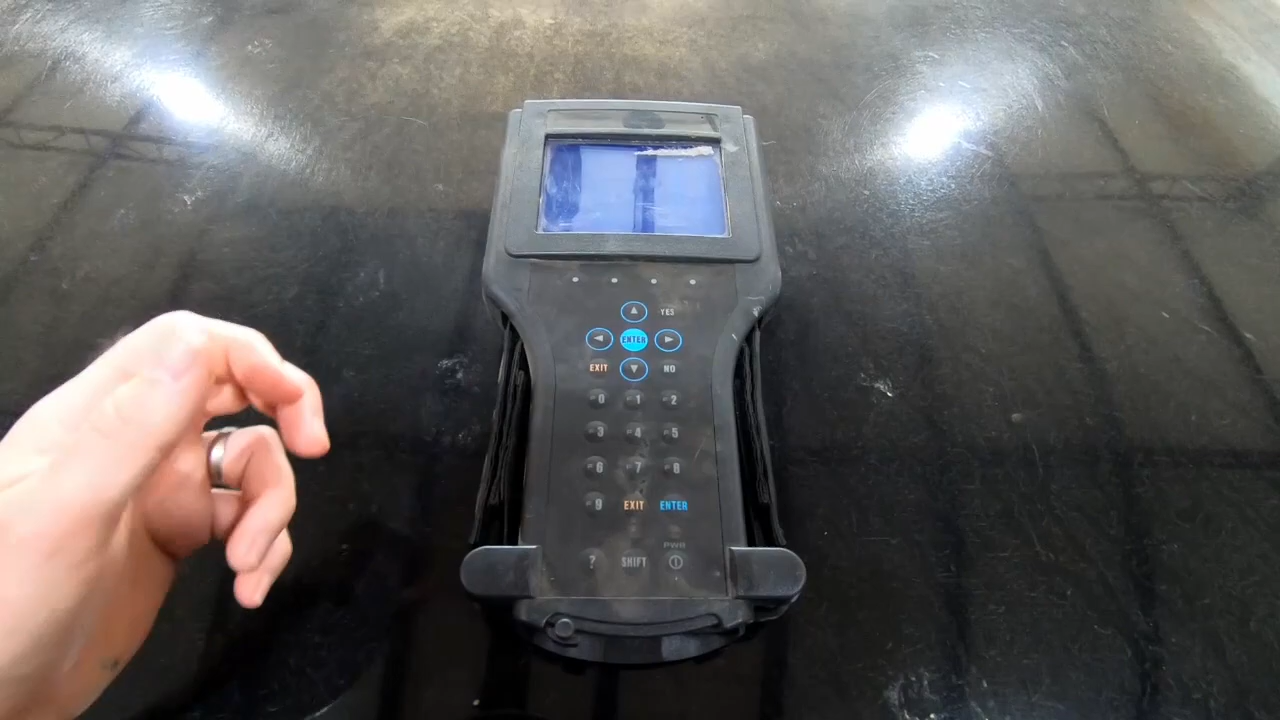 YES
ENTER
EXIT NO
0 1 2
3 4 5
6 7 8
9 EXIT ENTER
PWR
? SHIFT